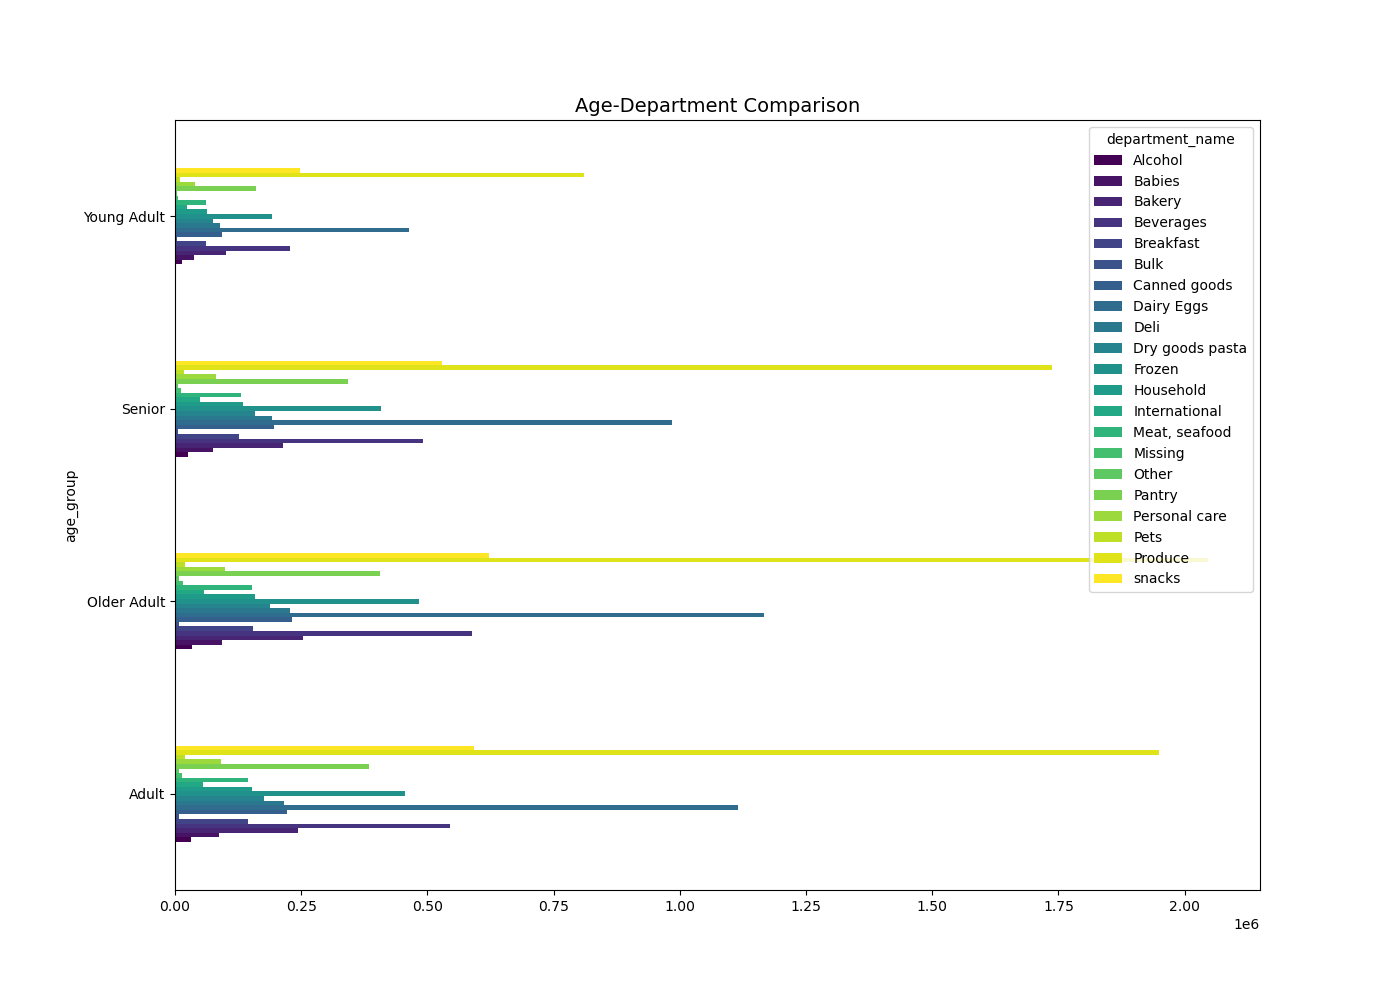 Age-Department Comparison
department_name
Alcohol
Babies
Bakery
Beverages
Breakfast
Bulk
Canned goods
Dairy Eggs
Deli
Dry goods pasta
Frozen
Household
International
Meat, seafood
Missing
Other
Pantry
Personal care
Pets
Produce
snacks
age_group
Young Adult
Senior
Older Adult
Adult
0.00 0.25 0.50 0.75 1.00 1.25 1.50 1.75 2.00
1e6